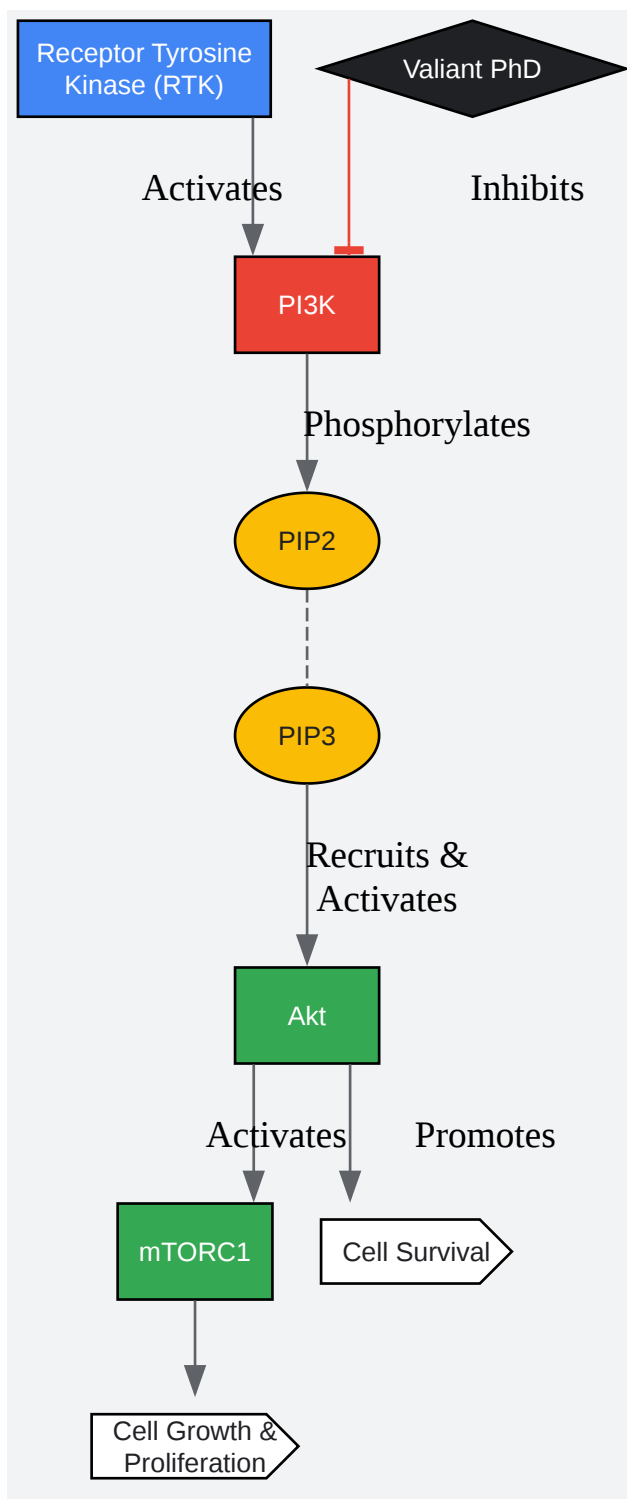 Receptor Tyrosine
Kinase (RTK)
Valiant PhD
Activates
Inhibits
PI3K
Phosphorylates
PIP2
PIP3
Recruits &
Activates
Akt
Activates
Promotes
mTORC1
Cell Survival
Cell Growth &
Proliferation